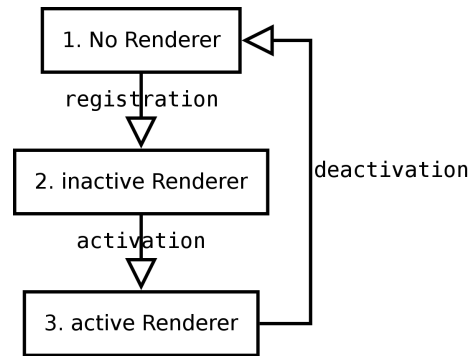 1. No Renderer
registration
2. inactive Renderer
deactivation
activation
3. active Renderer